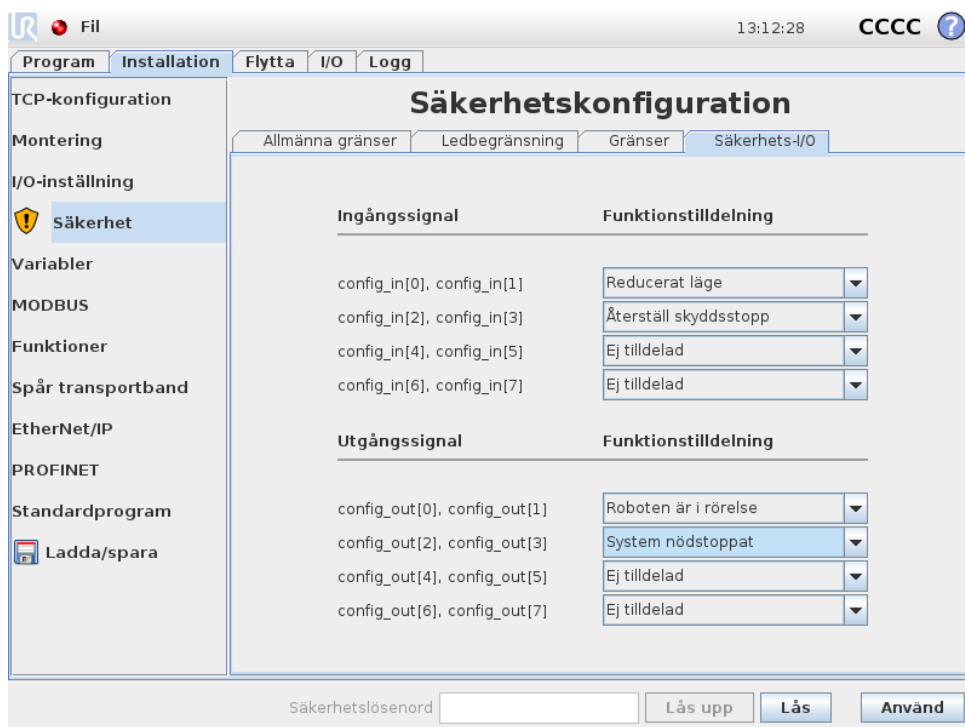 UR Fil 13:12:28 CCCC ?
Program Installation Flytta I/O Logg
TCP-konfiguration
Montering
I/O-inställning
Säkerhet
Variabler
MODBUS
Funktioner
Spår transportband
EtherNet/IP
PROFINET
Standardprogram
Ladda/spara
Säkerhetskonfiguration
Allmänna gränser Ledbegränsning Gränser Säkerhets-I/O
Ingångssignal Funktionstilldelning
config_in[0], config_in[1] Reducerat läge
config_in[2], config_in[3] Återställ skyddsstopp
config_in[4], config_in[5] Ej tilldelad
config_in[6], config_in[7] Ej tilldelad
Utgångssignal Funktionstilldelning
config_out[0], config_out[1] Roboten är i rörelse
config_out[2], config_out[3] System nödstoppat
config_out[4], config_out[5] Ej tilldelad
config_out[6], config_out[7] Ej tilldelad
Säkerhetslösenord Lås upp Lås Använd